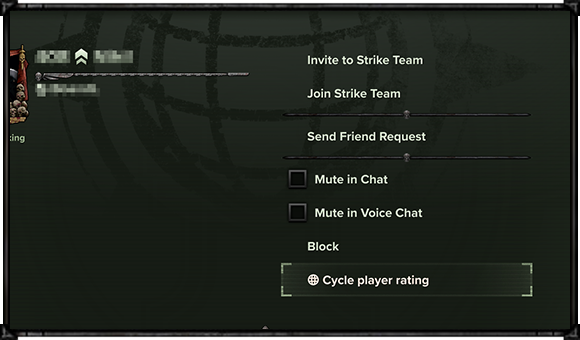 Invite to Strike Team
Join Strike Team
Send Friend Request
Mute in Chat
Mute in Voice Chat
Block
Cycle player rating